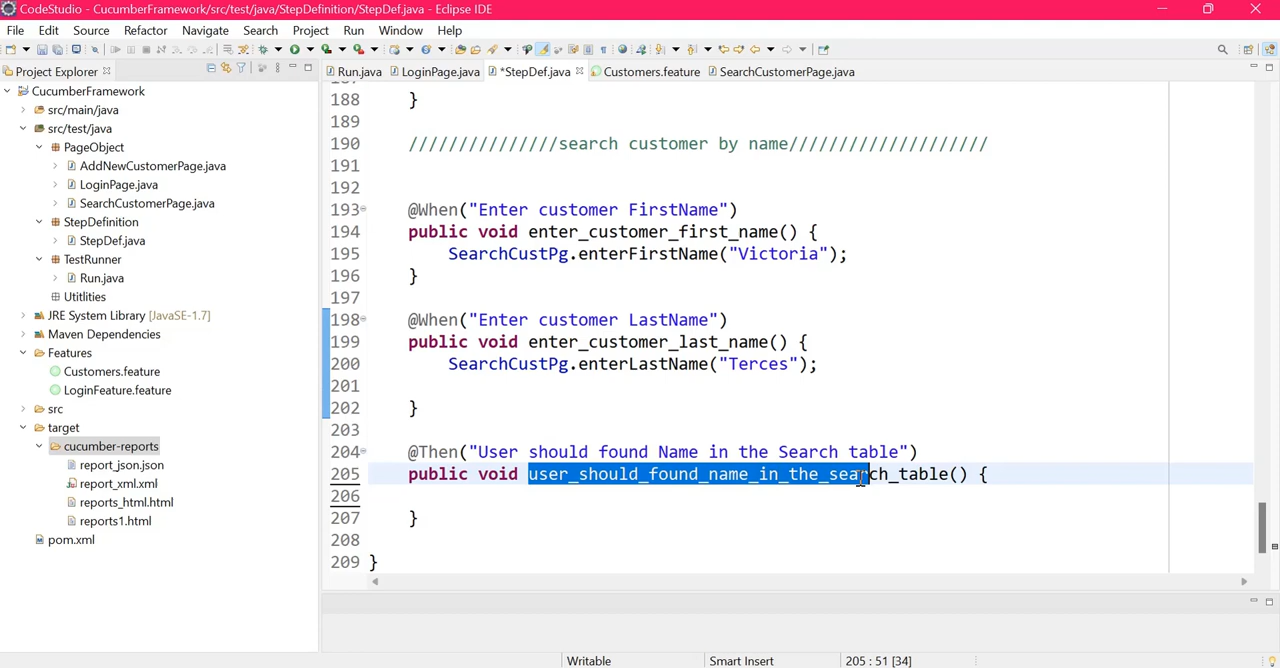 CodeStudio - CucumberFramework/src/test/java/StepDefinition/StepDef.java - Eclipse IDE
File Edit Source Refactor Navigate Search Project Run Window Help
Project Explorer
Run.java LoginPage.java *StepDef.java Customers.feature SearchCustomerPage.java
CucumberFramework
src/main/java
src/test/java
PageObject
AddNewCustomerPage.java
LoginPage.java
SearchCustomerPage.java
StepDefinition
StepDef.java
TestRunner
Run.java
Utitlities
JRE System Library [JavaSE-1.7]
Maven Dependencies
Features
Customers.feature
LoginFeature.feature
src
target
cucumber-reports
report_json.json
report_xml.xml
reports_html.html
reports1.html
pom.xml
188 }
189
190 ///////////////search customer by name////////////////////
191
192
193 @When("Enter customer FirstName")
194 public void enter_customer_first_name() {
195 SearchCustPg.enterFirstName("Victoria");
196 }
197
198 @When("Enter customer LastName")
199 public void enter_customer_last_name() {
200 SearchCustPg.enterLastName("Terces");
201
202 }
203
204 @Then("User should found Name in the Search table")
205 public void user_should_found_name_in_the_search_table() {
206
207 }
208
209 }
Writable Smart Insert 205 : 51 [34]